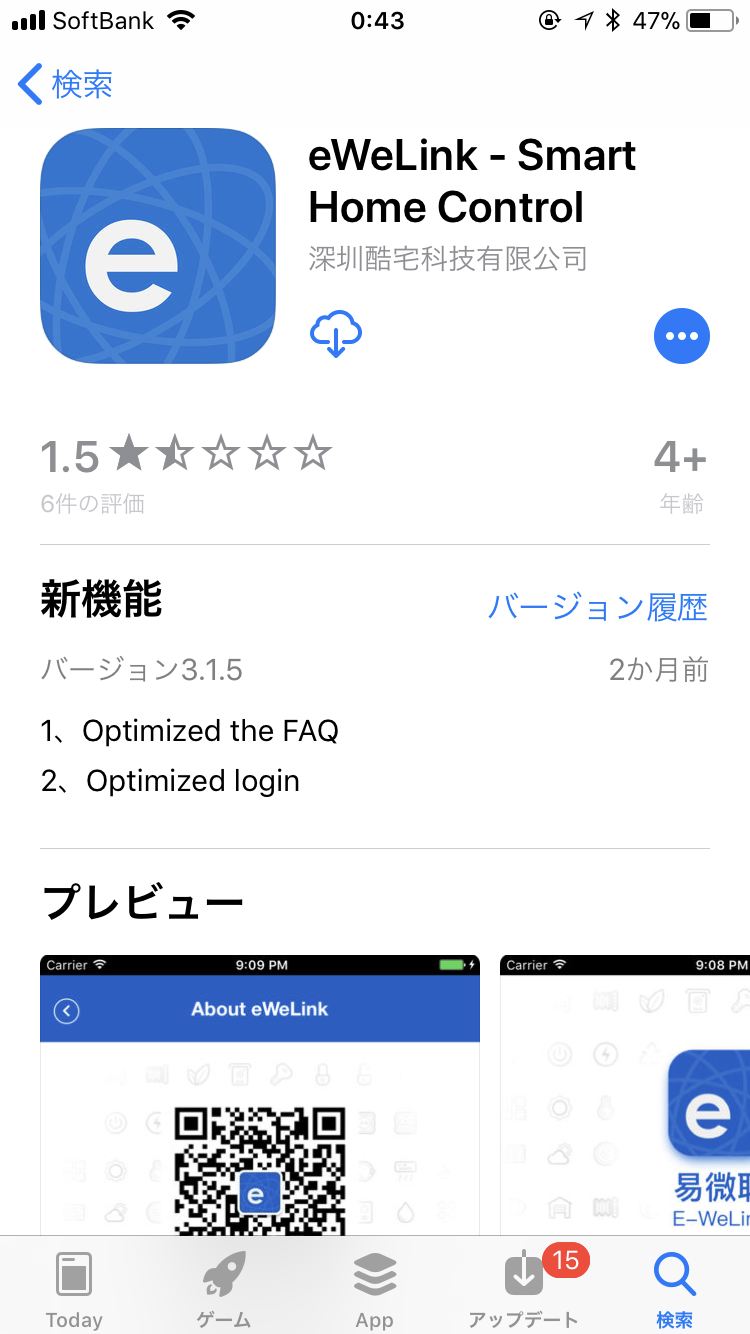 SoftBank 0:43 47%
検索
eWeLink - Smart
Home Control
深圳酷宅科技有限公司
e
1.5 4+
6件の評価 年齢
新機能 バージョン履歴
バージョン3.1.5 2か月前
1、Optimized the FAQ
2、Optimized login
プレビュー
Carrier 9:09 PM
About eWeLink
e
Carrier 9:08 PM
e
易微联
E-WeLin
Today ゲーム App アップデート 15 検索